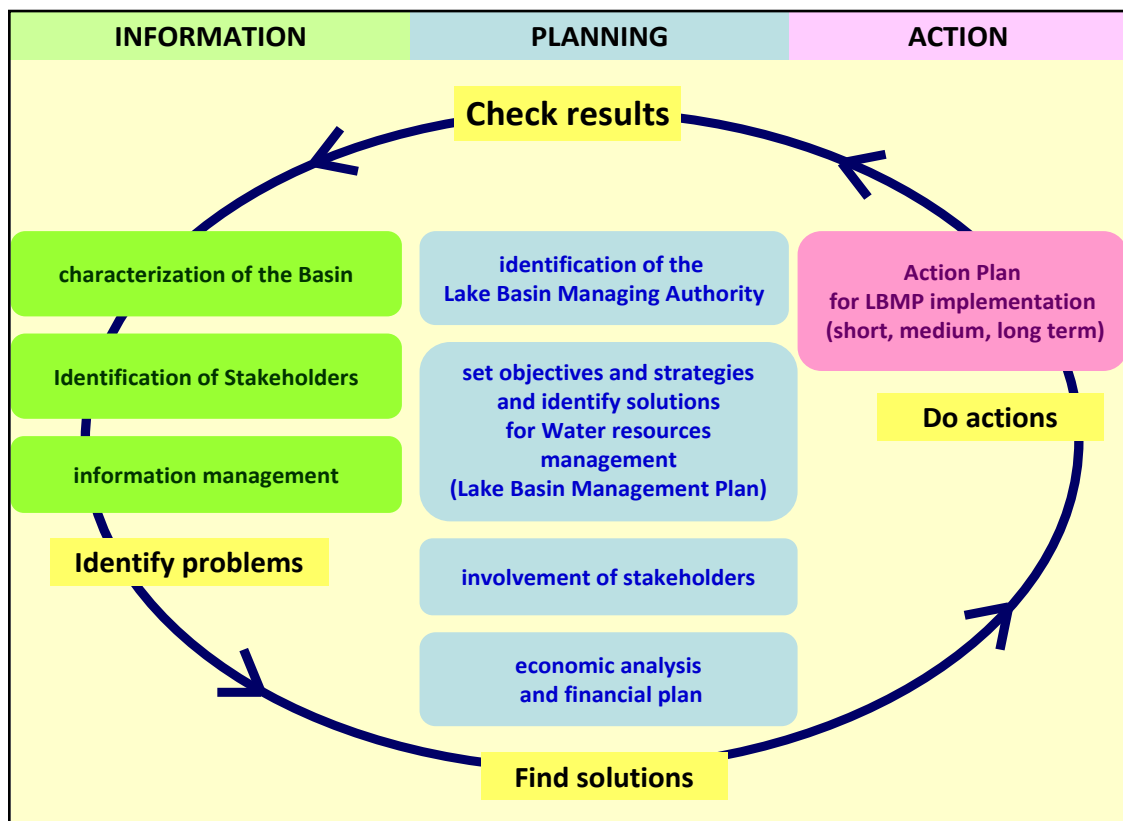 INFORMATION
PLANNING
ACTION
Check results
characterization of the Basin
Identification of Stakeholders
information management
Identify problems
identification of the
Lake Basin Managing Authority
set objectives and strategies
and identify solutions
for Water resources
management
(Lake Basin Management Plan)
involvement of stakeholders
economic analysis
and financial plan
Find solutions
Action Plan
for LBMP implementation
(short, medium, long term)
Do actions